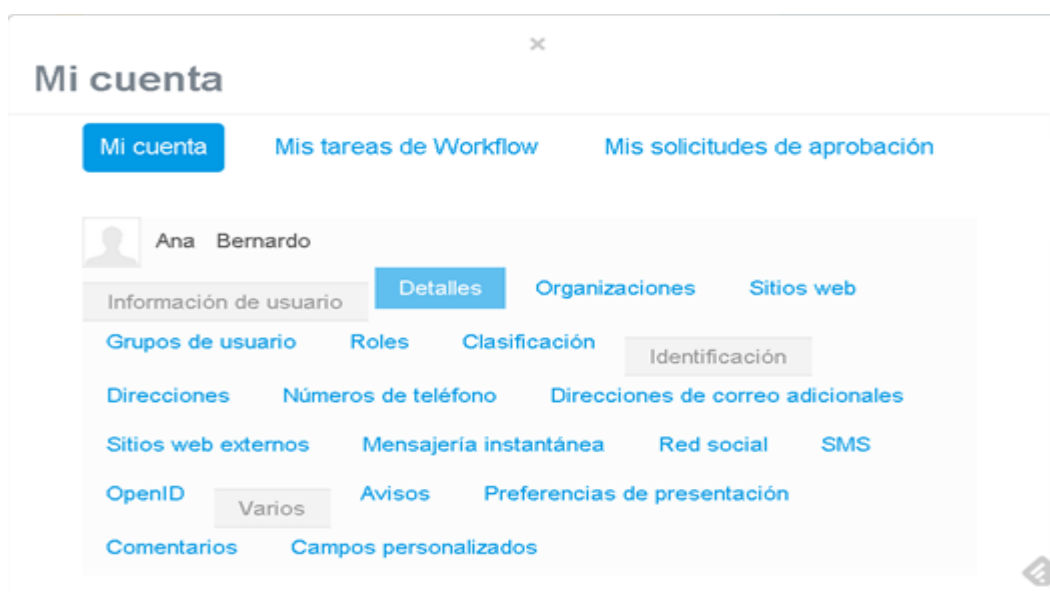 ×
Mi cuenta
Mi cuenta Mis tareas de Workflow Mis solicitudes de aprobación
Ana Bernardo
Información de usuario Detalles Organizaciones Sitios web
Grupos de usuario Roles Clasificación Identificación
Direcciones Números de teléfono Direcciones de correo adicionales
Sitios web externos Mensajería instantánea Red social SMS
OpenID Varios Avisos Preferencias de presentación
Comentarios Campos personalizados